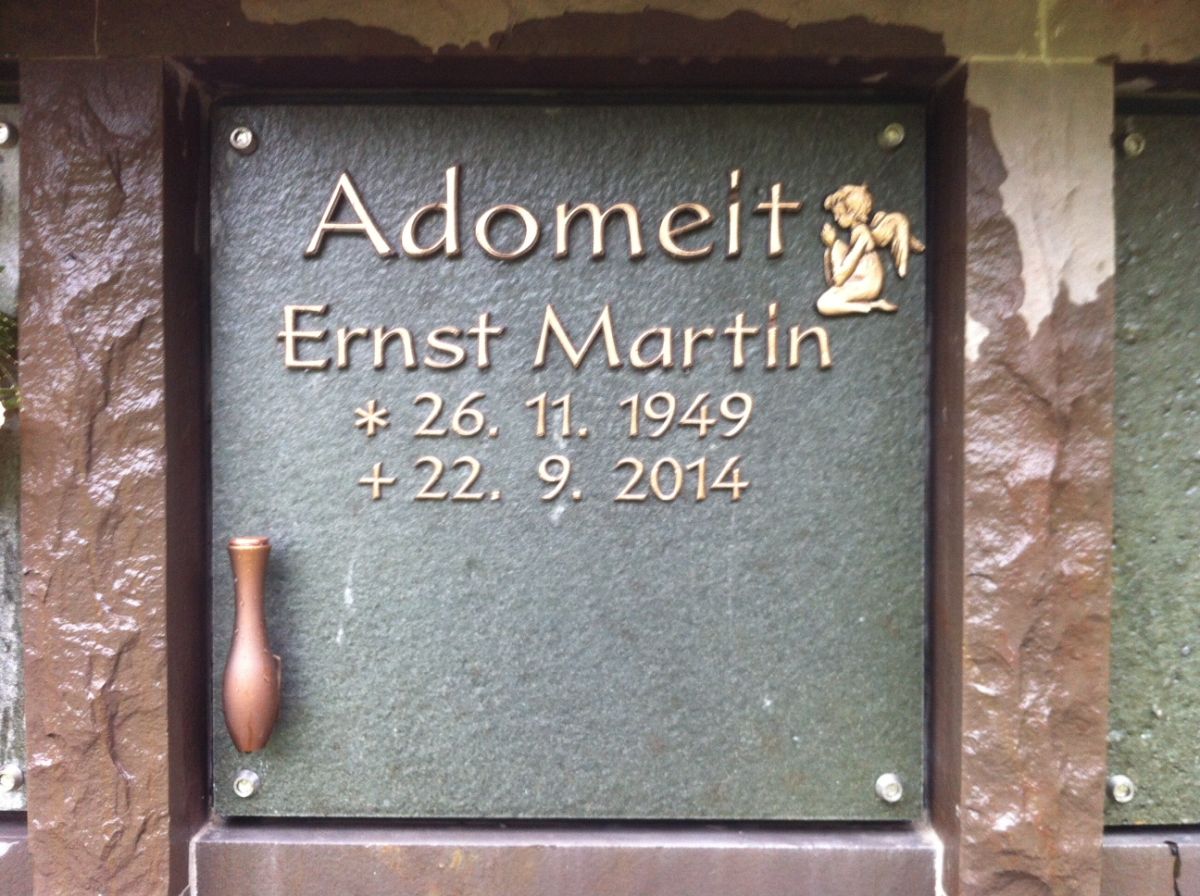 Adomeit
Ernst Martin
* 26. 11. 1949
+ 22. 9. 2014